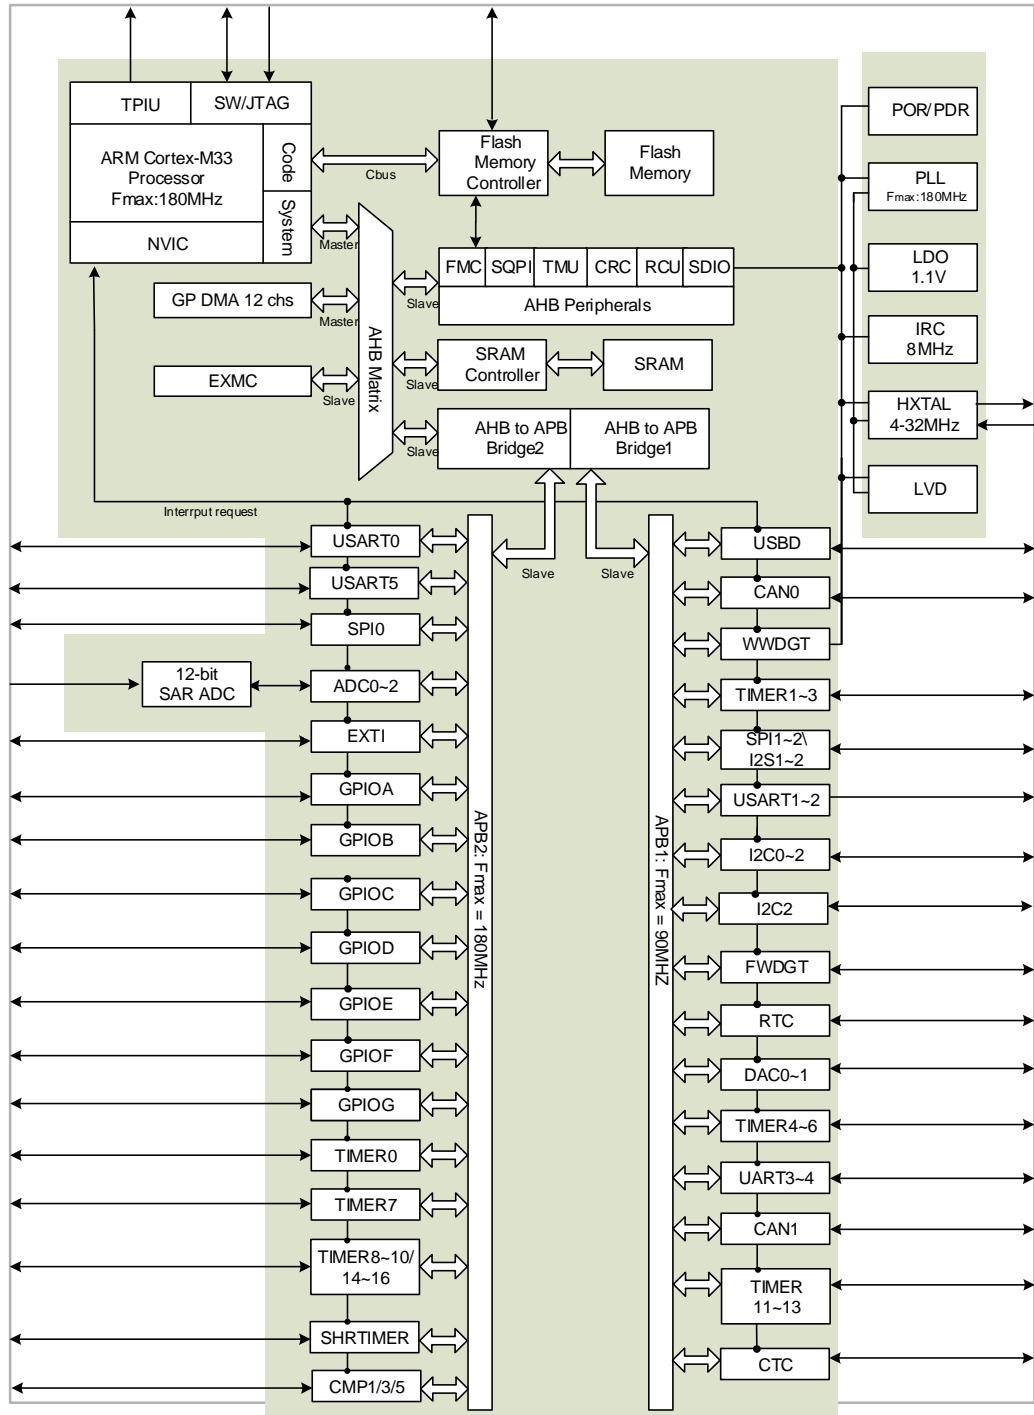 TPIU
SW/JTAG
ARM Cortex-M33
Processor
Fmax:180MHz
Code
System
NVIC
Cbus
Flash
Memory
Controller
Flash
Memory
POR/PDR
PLL
Fmax:180MHz
LDO
1.1V
IRC
8MHz
HXTAL
4-32MHz
LVD
Master
GP DMA 12 chs
Master
EXMC
Slave
AHB Matrix
Slave
FMC
SQPI
TMU
CRC
RCU
SDIO
AHB Peripherals
Slave
SRAM
Controller
SRAM
Slave
AHB to APB
Bridge2
AHB to APB
Bridge1
Interrput request
Slave
Slave
USART0
USART5
SPI0
12-bit
SAR ADC
ADC0~2
EXTI
GPIOA
GPIOB
GPIOC
GPIOD
GPIOE
GPIOF
GPIOG
TIMER0
TIMER7
TIMER8~10/
14~16
SHRTIMER
CMP1/3/5
APB2: Fmax = 180MHz
APB1: Fmax = 90MHZ
USBD
CAN0
WWDGT
TIMER1~3
SPI1~2\
I2S1~2
USART1~2
I2C0~2
I2C2
FWDGT
RTC
DAC0~1
TIMER4~6
UART3~4
CAN1
TIMER
11~13
CTC